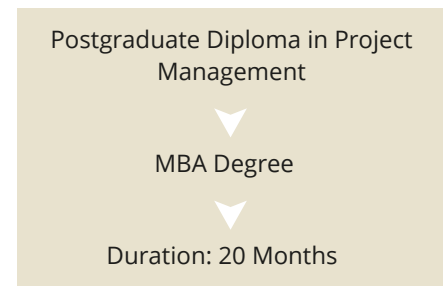 Postgraduate Diploma in Project
Management
MBA Degree
Duration: 20 Months